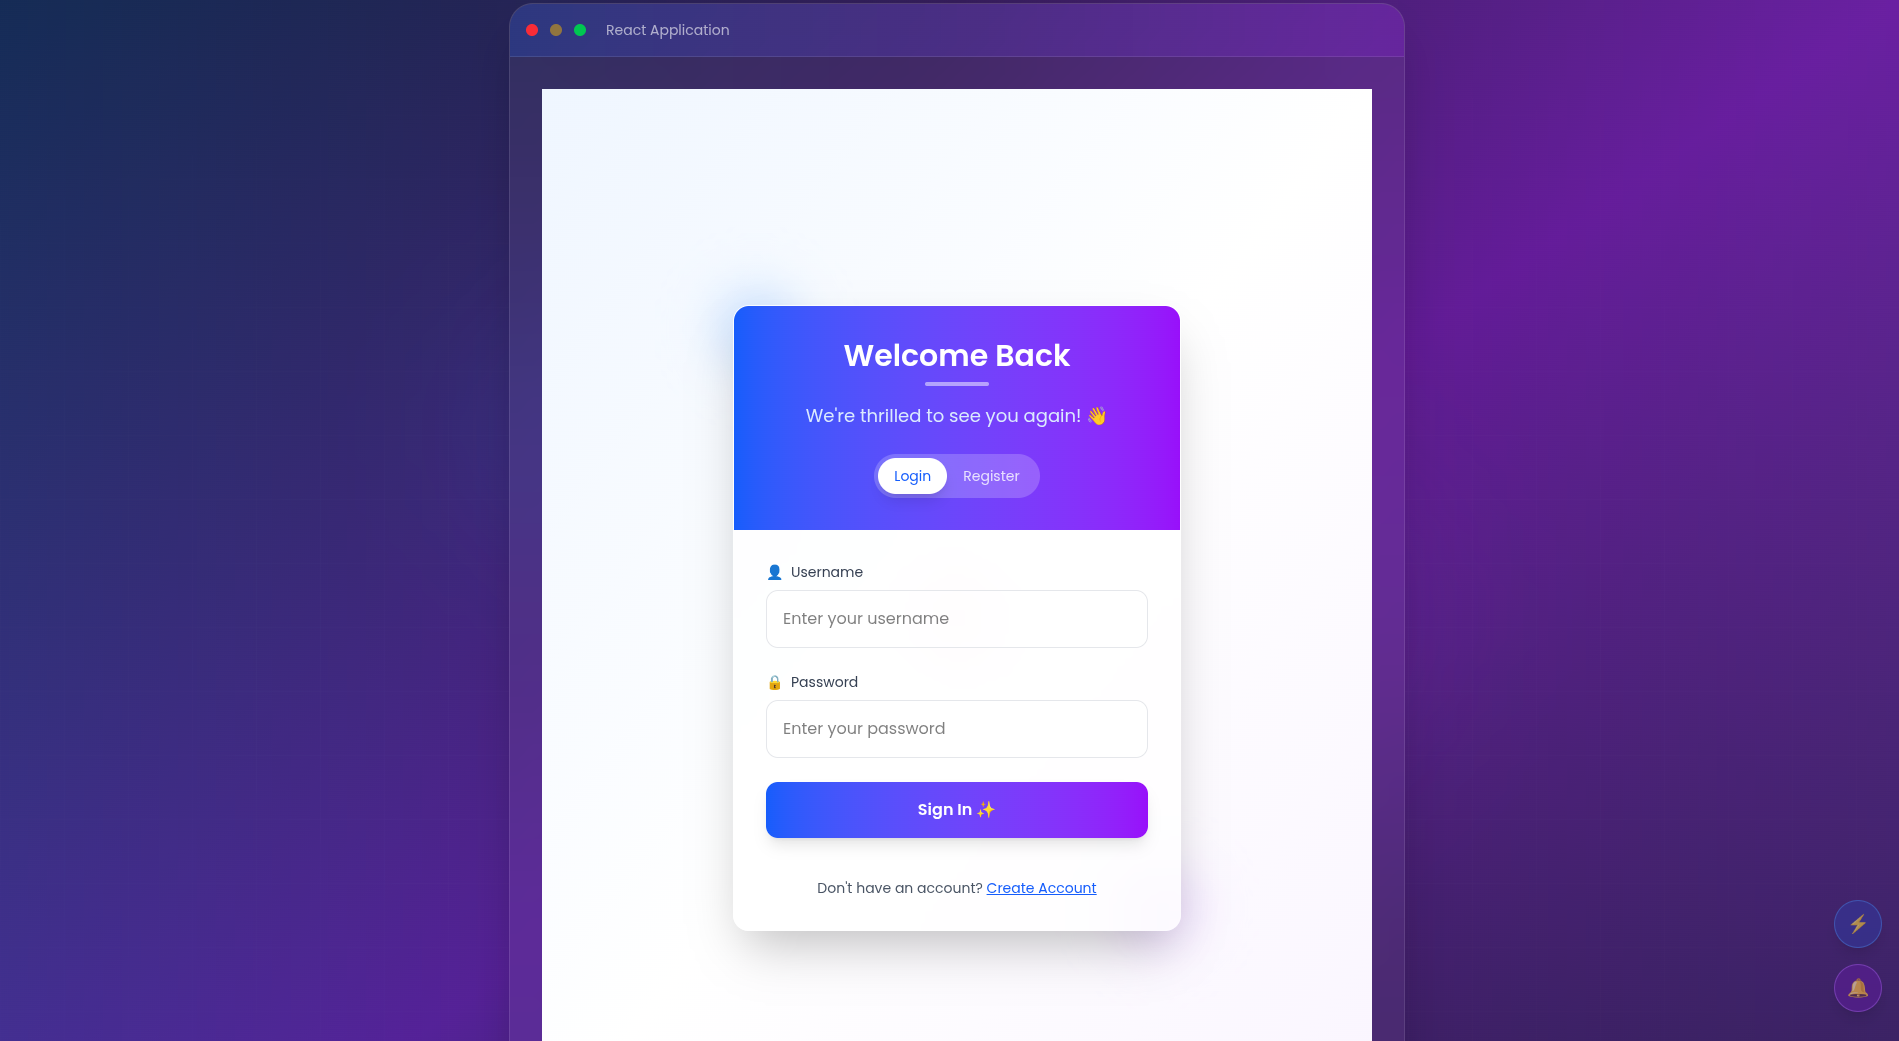 React Application
Welcome Back
We're thrilled to see you again! 👋
Login
Register
👤 Username
Enter your username
🔒 Password
Enter your password
Sign In ✨
Don't have an account? Create Account